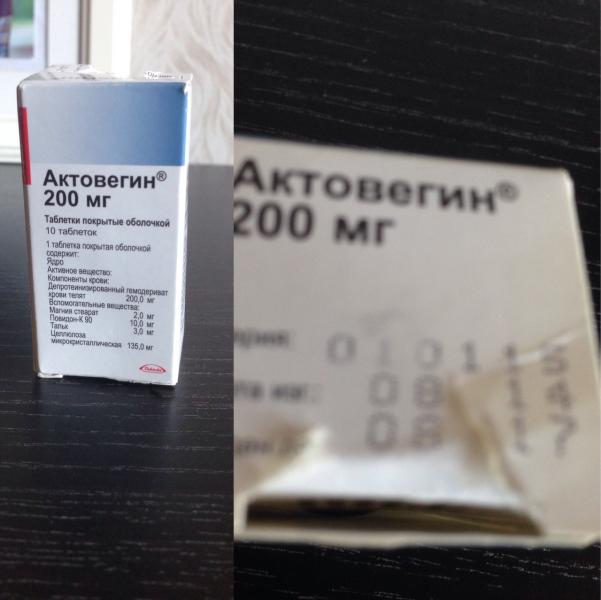 Актовегин®
200 мг
Таблетки покрытые оболочкой
10 таблеток
1 таблетка покрытая оболочкой
содержит:
Ядро
Активное вещество:
Компоненты крови:
Депротеинизированный гемодериват
крови телят 200,0 мг
Вспомогательные вещества:
Магния стеарат 2,0 мг
Повидон-К 90 10,0 мг
Тальк 3,0 мг
Целлюлоза
микрокристаллическая 135,0 мг
Takeda
Актовегин®
200 мг